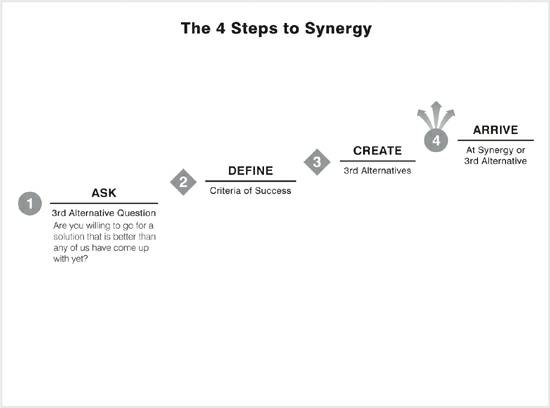 The 4 Steps to Synergy
1
ASK
3rd Alternative Question
Are you willing to go for a
solution that is better than
any of us have come up
with yet?
2
DEFINE
Criteria of Success
3
CREATE
3rd Alternatives
4
ARRIVE
At Synergy or
3rd Alternative